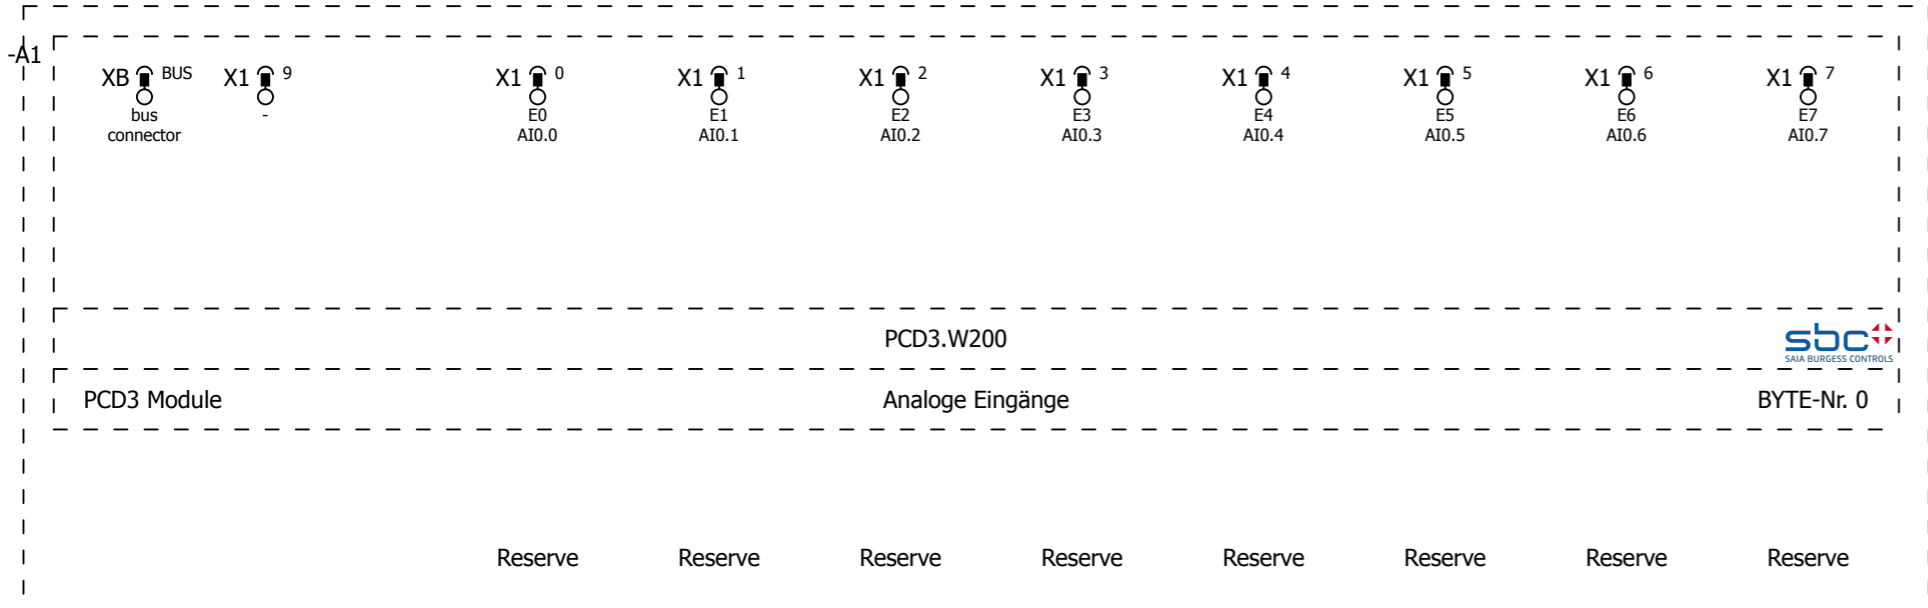 -A1
XB BUS X1 9 X1 0 X1 1 X1 2 X1 3 X1 4 X1 5 X1 6 X1 7
bus - E0 E1 E2 E3 E4 E5 E6 E7
connector AI0.0 AI0.1 AI0.2 AI0.3 AI0.4 AI0.5 AI0.6 AI0.7
PCD3.W200
sbc
SAIA BURGESS CONTROLS
PCD3 Module Analoge Eingänge BYTE-Nr. 0
Reserve Reserve Reserve Reserve Reserve Reserve Reserve Reserve